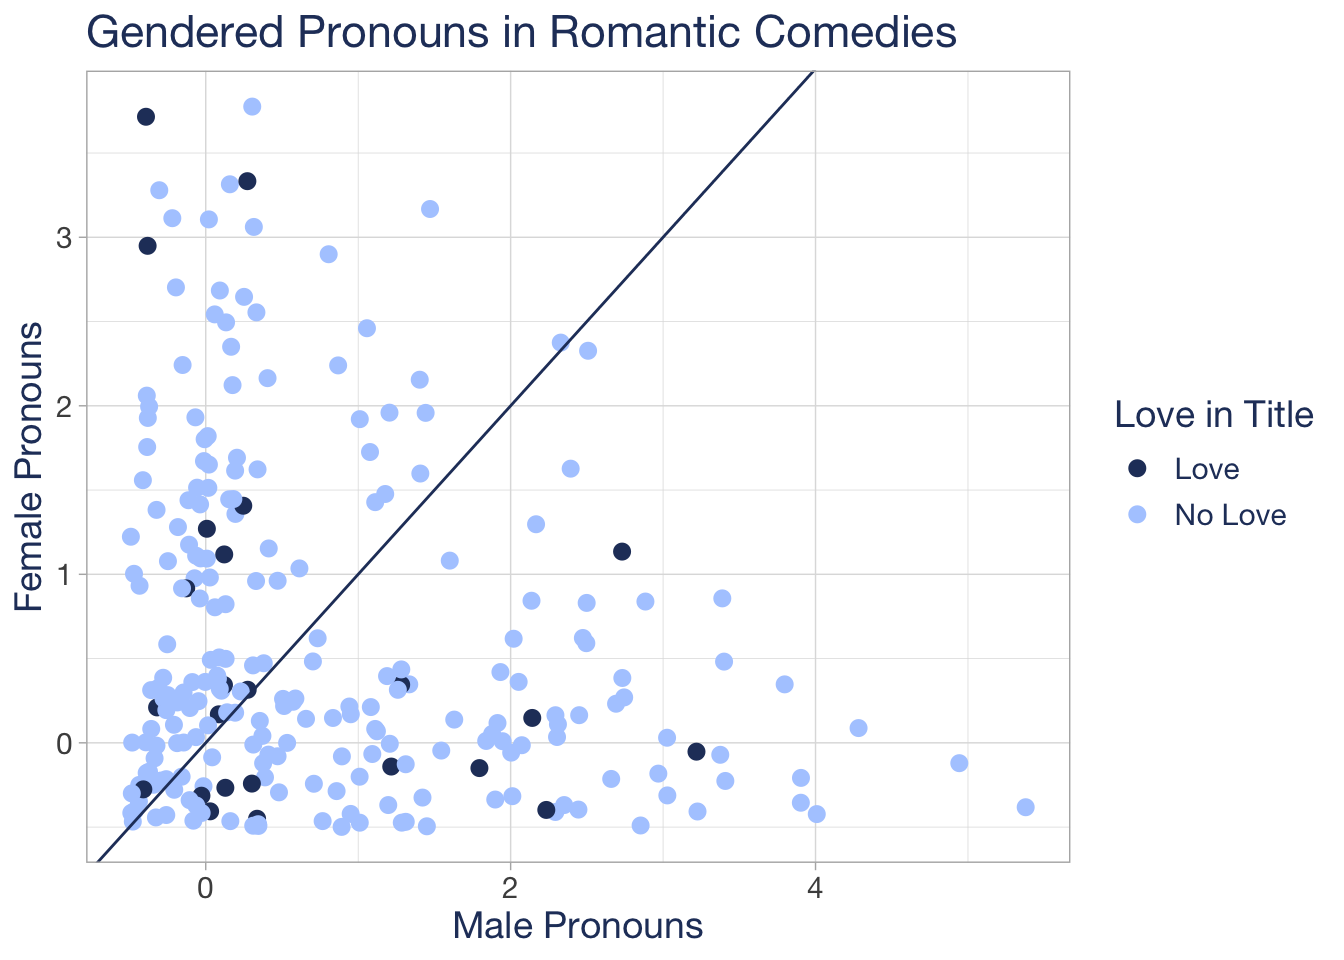 Gendered Pronouns in Romantic Comedies
Female Pronouns
3
2
1
0
0
2
4
Male Pronouns
Love in Title
Love
No Love